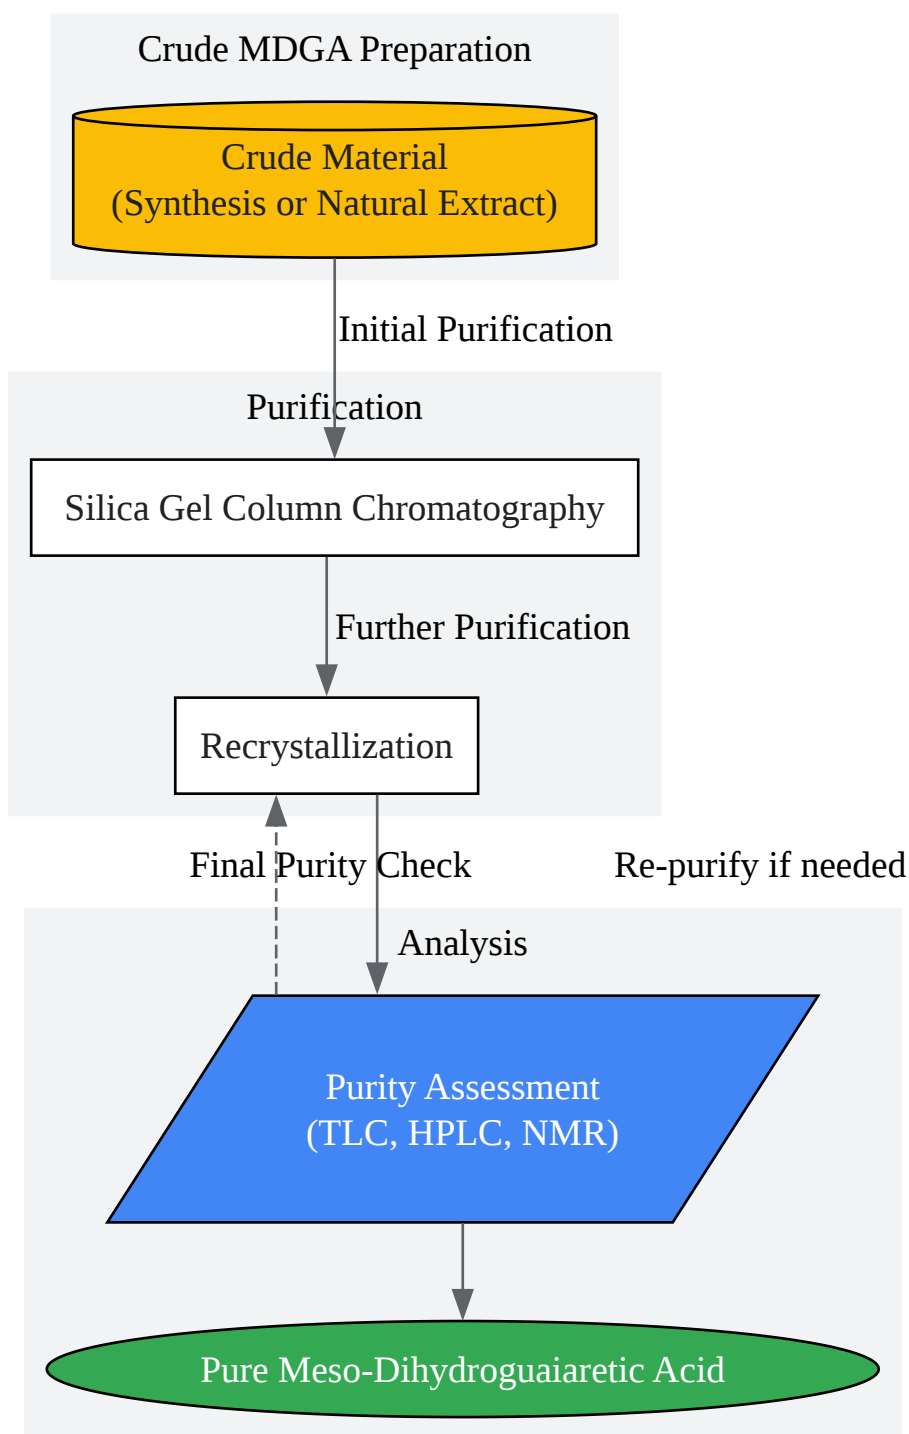 Crude MDGA Preparation
Crude Material
(Synthesis or Natural Extract)
Initial Purification
Purification
Silica Gel Column Chromatography
Further Purification
Recrystallization
Final Purity Check
Re-purify if needed
Analysis
Purity Assessment
(TLC, HPLC, NMR)
Pure Meso-Dihydroguaiaretic Acid